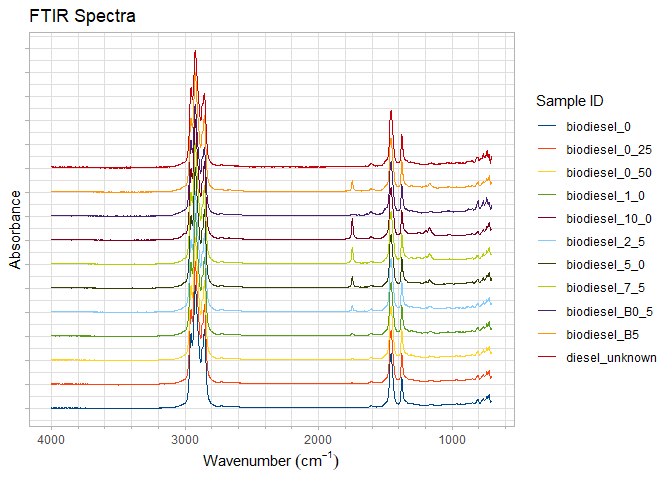 FTIR Spectra
Absorbance
4000
3000
2000
1000
Wavenumber (cm⁻¹)
Sample ID
biodiesel_0
biodiesel_0_25
biodiesel_0_50
biodiesel_1_0
biodiesel_10_0
biodiesel_2_5
biodiesel_5_0
biodiesel_7_5
biodiesel_B0_5
biodiesel_B5
diesel_unknown